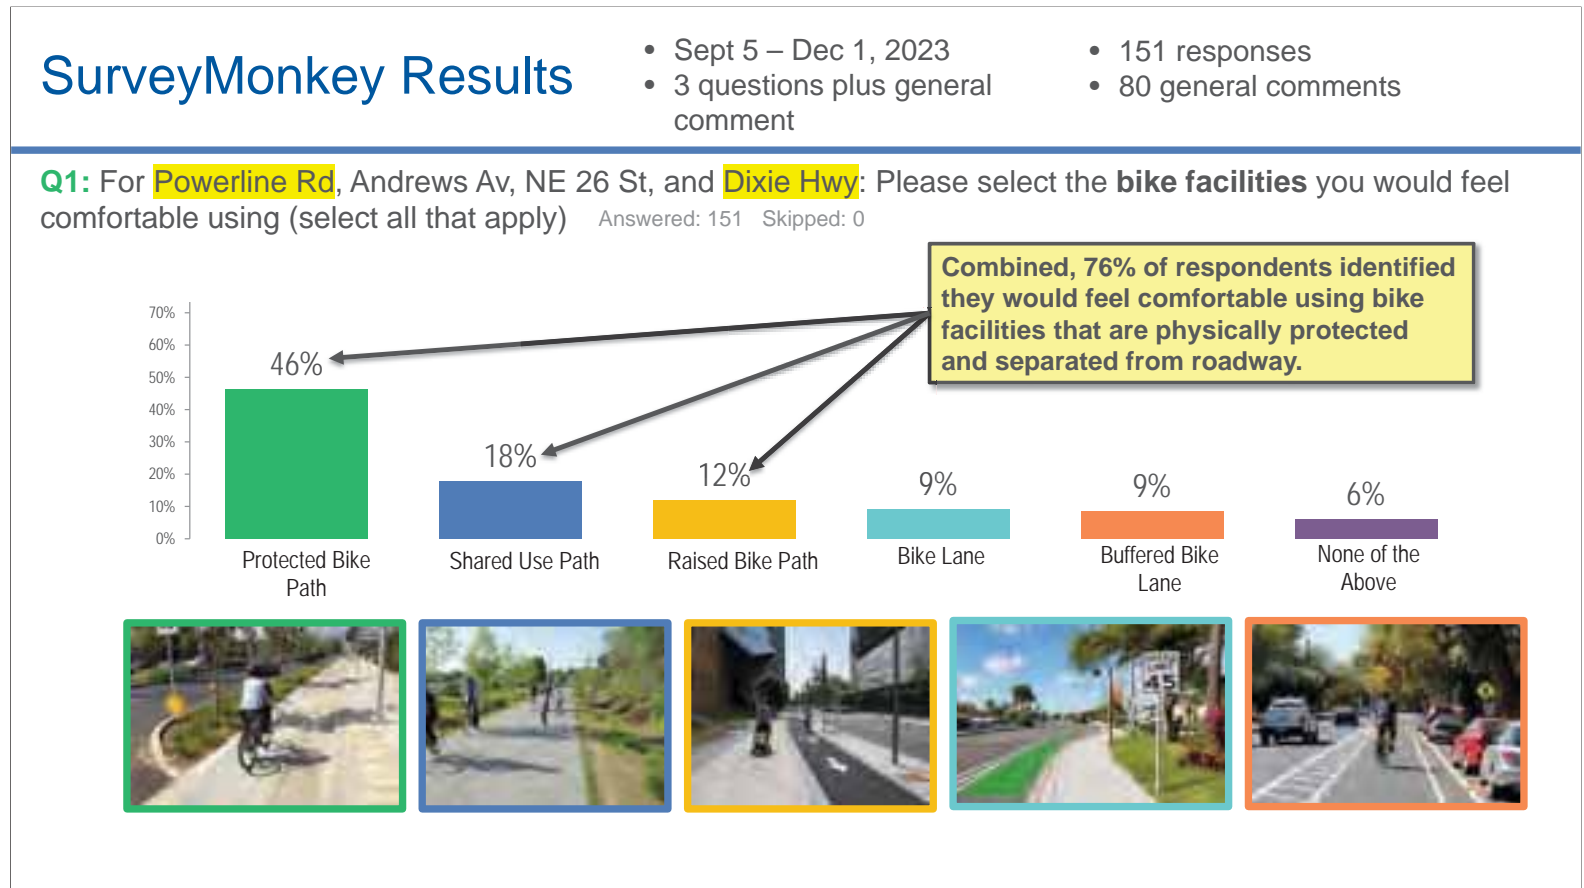 SurveyMonkey Results
• Sept 5 – Dec 1, 2023
• 3 questions plus general
comment
• 151 responses
• 80 general comments
Q1: For Powerline Rd, Andrews Av, NE 26 St, and Dixie Hwy: Please select the bike facilities you would feel
comfortable using (select all that apply) Answered: 151 Skipped: 0
Combined, 76% of respondents identified
they would feel comfortable using bike
facilities that are physically protected
and separated from roadway.
70%
60%
50%
40%
30%
20%
10%
0%
46%
18%
12%
9%
9%
6%
Protected Bike
Path
Shared Use Path
Raised Bike Path
Bike Lane
Buffered Bike
Lane
None of the
Above
45